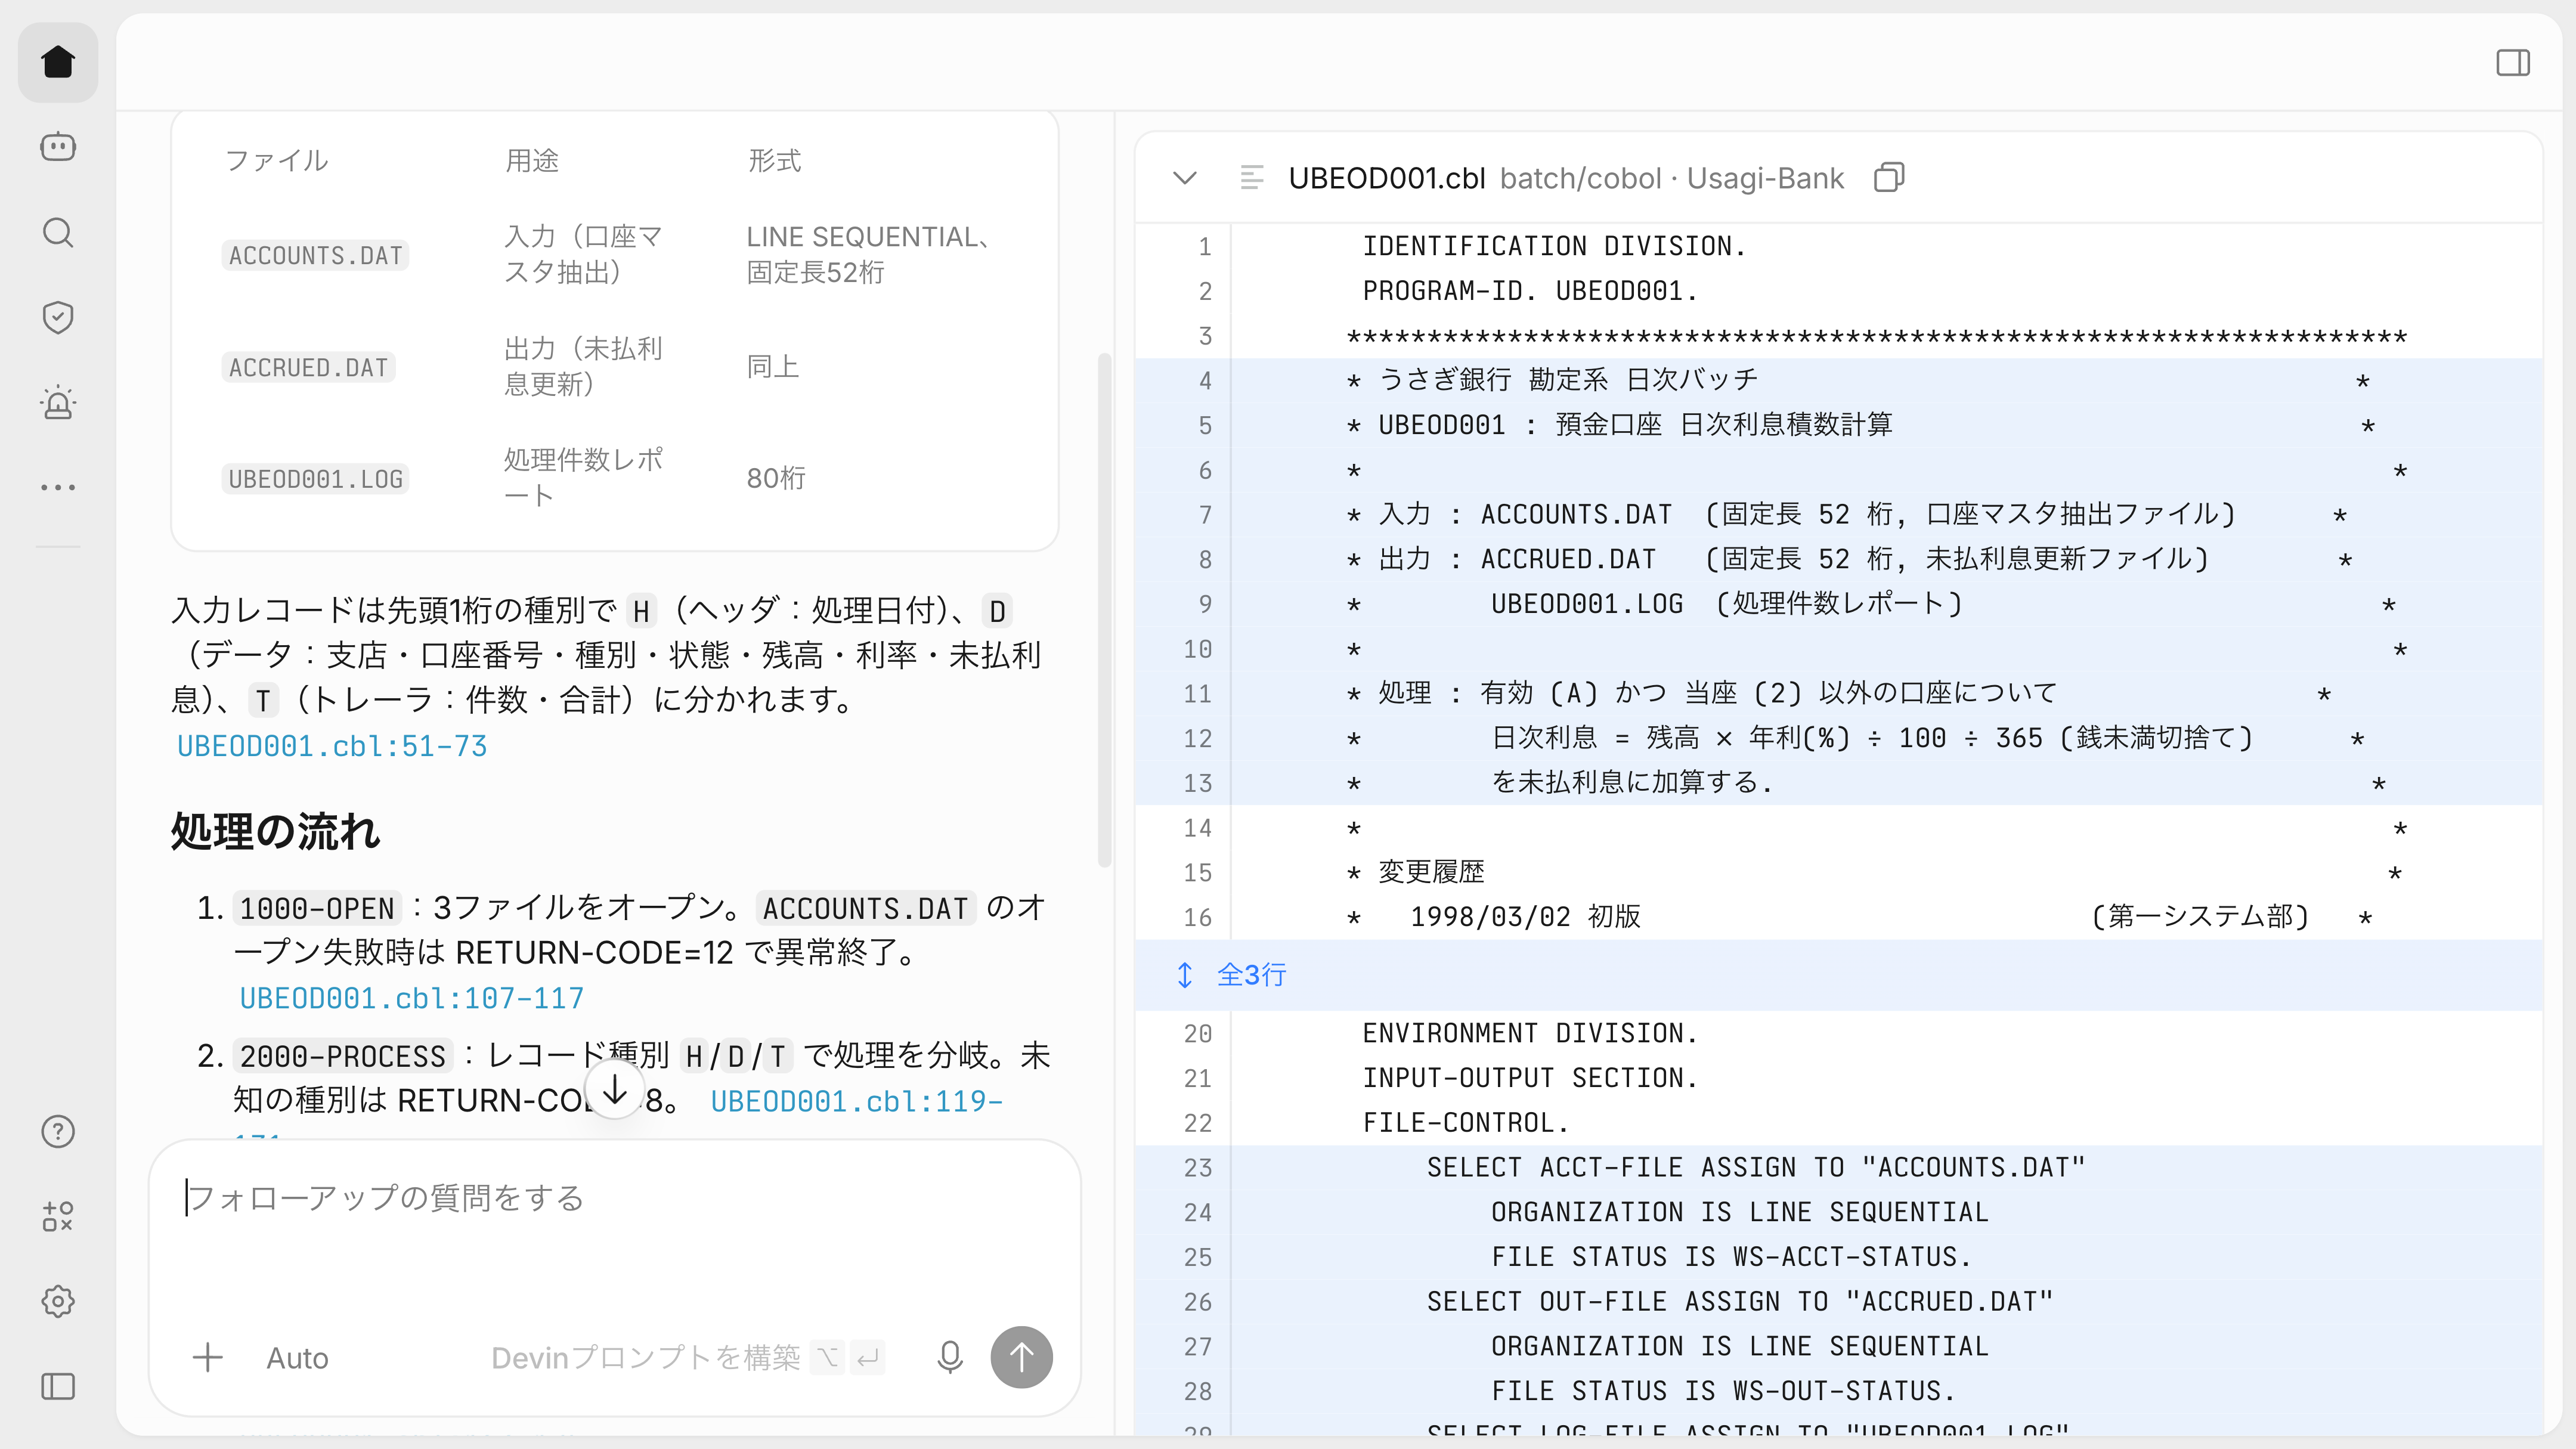 ファイル 用途 形式
ACCOUNTS.DAT 入力（口座マスタ抽出） LINE SEQUENTIAL、固定長52桁
ACCRUED.DAT 出力（未払利息更新） 同上
UBEOD001.LOG 処理件数レポート 80桁
入力レコードは先頭1桁の種別で H （ヘッダ：処理日付）、 D
（データ：支店・口座番号・種別・状態・残高・利率・未払利
息）、 T （トレーラ：件数・合計）に分かれます。
UBEOD001.cbl:51-73
処理の流れ
1. 1000-OPEN ：3ファイルをオープン。 ACCOUNTS.DAT のオ
ープン失敗時は RETURN-CODE=12 で異常終了。
UBEOD001.cbl:107-117
2. 2000-PROCESS ：レコード種別 H / D / T で処理を分岐。未
知の種別は 8。 UBEOD001.cbl:119-
フォローアップの質問をする
Auto
Devinプロンプトを構築 ⌥ ↵
UBEOD001.cbl batch/cobol · Usagi-Bank
1 IDENTIFICATION DIVISION.
2 PROGRAM-ID. UBEOD001.
3 ******************************************************************
4 * うさぎ銀行 勘定系 日次バッチ *
5 * UBEOD001 : 預金口座 日次利息積数計算 *
6 * *
7 * 入力 : ACCOUNTS.DAT (固定長 52 桁, 口座マスタ抽出ファイル) *
8 * 出力 : ACCRUED.DAT (固定長 52 桁, 未払利息更新ファイル) *
9 * UBEOD001.LOG (処理件数レポート) *
10 * *
11 * 処理 : 有効 (A) かつ 当座 (2) 以外の口座について *
12 * 日次利息 = 残高 × 年利(%) ÷ 100 ÷ 365 (銭未満切捨て) *
13 * を未払利息に加算する. *
14 * *
15 * 変更履歴 *
16 * 1998/03/02 初版 (第一システム部) *
全3行
20 ENVIRONMENT DIVISION.
21 INPUT-OUTPUT SECTION.
22 FILE-CONTROL.
23 SELECT ACCT-FILE ASSIGN TO "ACCOUNTS.DAT"
24 ORGANIZATION IS LINE SEQUENTIAL
25 FILE STATUS IS WS-ACCT-STATUS.
26 SELECT OUT-FILE ASSIGN TO "ACCRUED.DAT"
27 ORGANIZATION IS LINE SEQUENTIAL
28 FILE STATUS IS WS-OUT-STATUS.
29 SELECT LOG-FILE ASSIGN TO "UBEOD001.LOG"